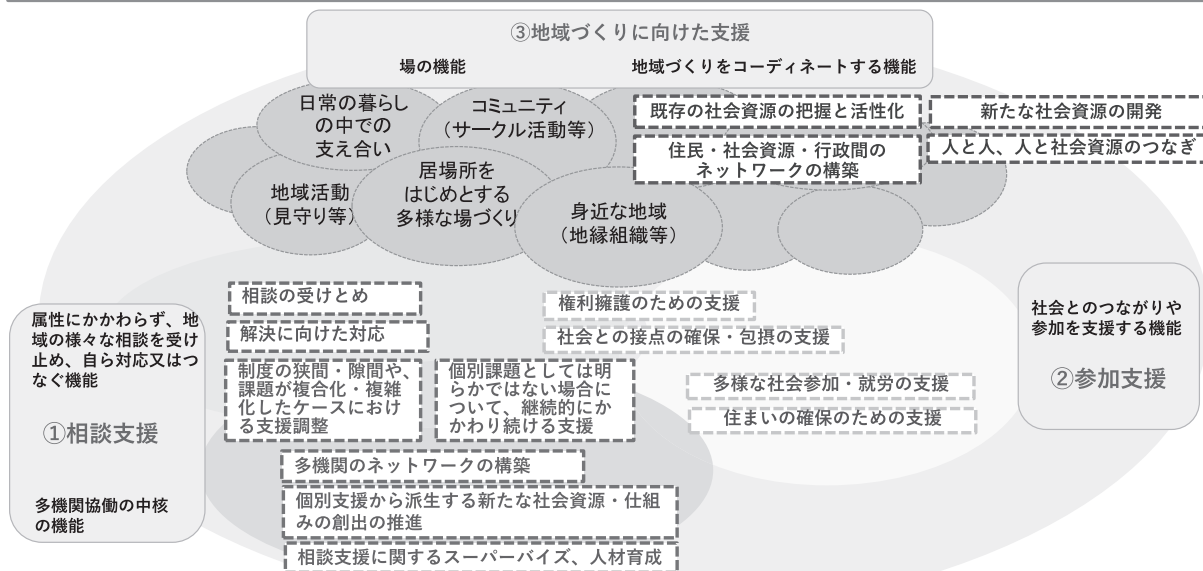 ③地域づくりに向けた支援
場の機能
地域づくりをコーディネートする機能
日常の暮らし
の中での
支え合い
コミュニティ
（サークル活動等）
既存の社会資源の把握と活性化
新たな社会資源の開発
住民・社会資源・行政間の
ネットワークの構築
人と人、人と社会資源のつなぎ
地域活動
（見守り等）
居場所を
はじめとする
多様な場づくり
身近な地域
（地縁組織等）
属性にかかわらず、地
域の様々な相談を受け
止め、自ら対応又はつ
なぐ機能
①相談支援
多機関協働の中核
の機能
相談の受けとめ
解決に向けた対応
制度の狭間・隙間や、
課題が複合化・複雑
化したケースにおけ
る支援調整
個別課題としては明
らかではない場合に
ついて、継続的にか
かわり続ける支援
多機関のネットワークの構築
個別支援から派生する新たな社会資源・仕組
みの創出の推進
相談支援に関するスーパーバイズ、人材育成
権利擁護のための支援
社会との接点の確保・包摂の支援
多様な社会参加・就労の支援
住まいの確保のための支援
社会とのつながりや
参加を支援する機能
②参加支援